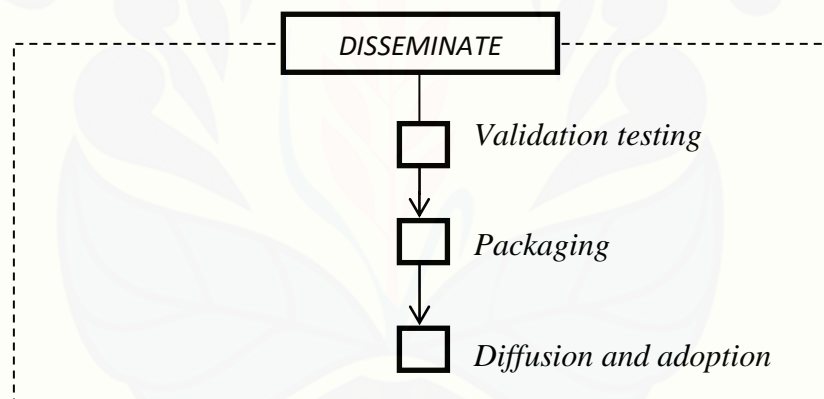 DISSEMINATE
Validation testing
Packaging
Diffusion and adoption